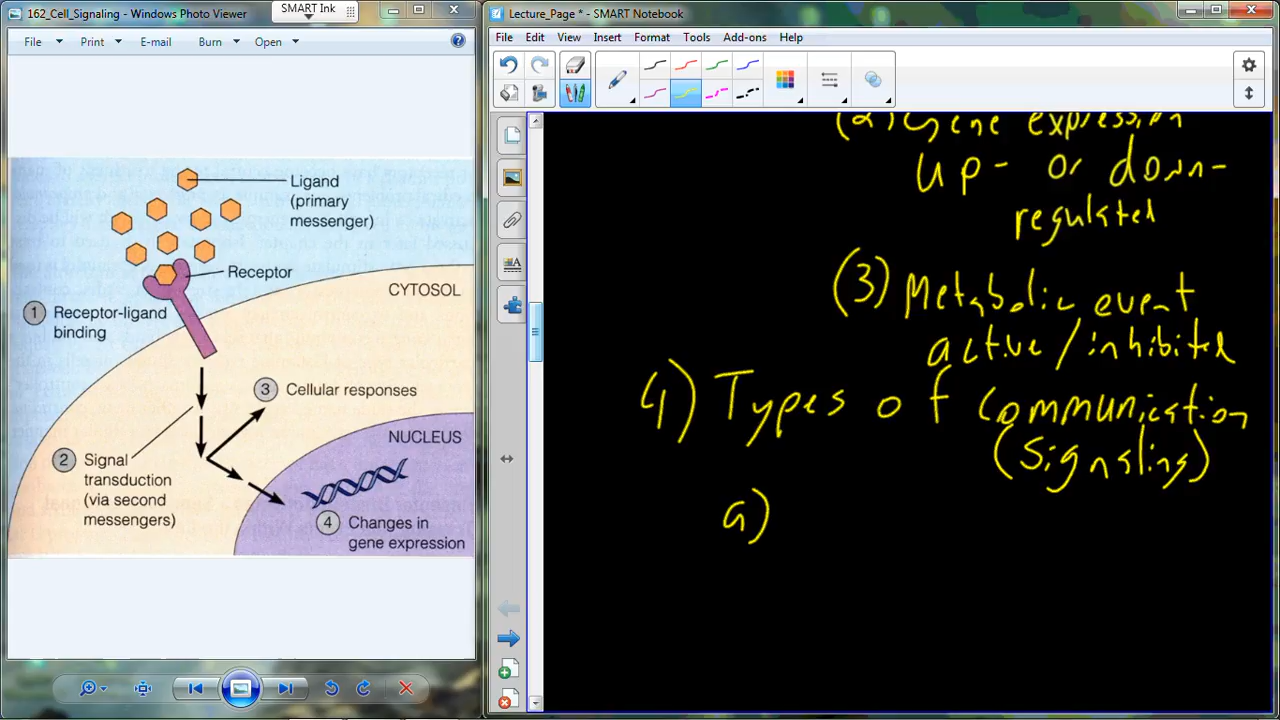 162_Cell_Signaling - Windows Photo Viewer
SMART Ink
File Print E-mail Burn Open
Ligand
(primary
messenger)
Receptor
CYTOSOL
1 Receptor-ligand
binding
3 Cellular responses
NUCLEUS
2 Signal
transduction
(via second
messengers)
4 Changes in
gene expression
Lecture_Page * - SMART Notebook
File Edit View Insert Format Tools Add-ons Help
(2) Gene expression
up- or down-
regulated
(3) Metabolic event
active/inhibited
4) Types of Communication
(Signaling)
a)